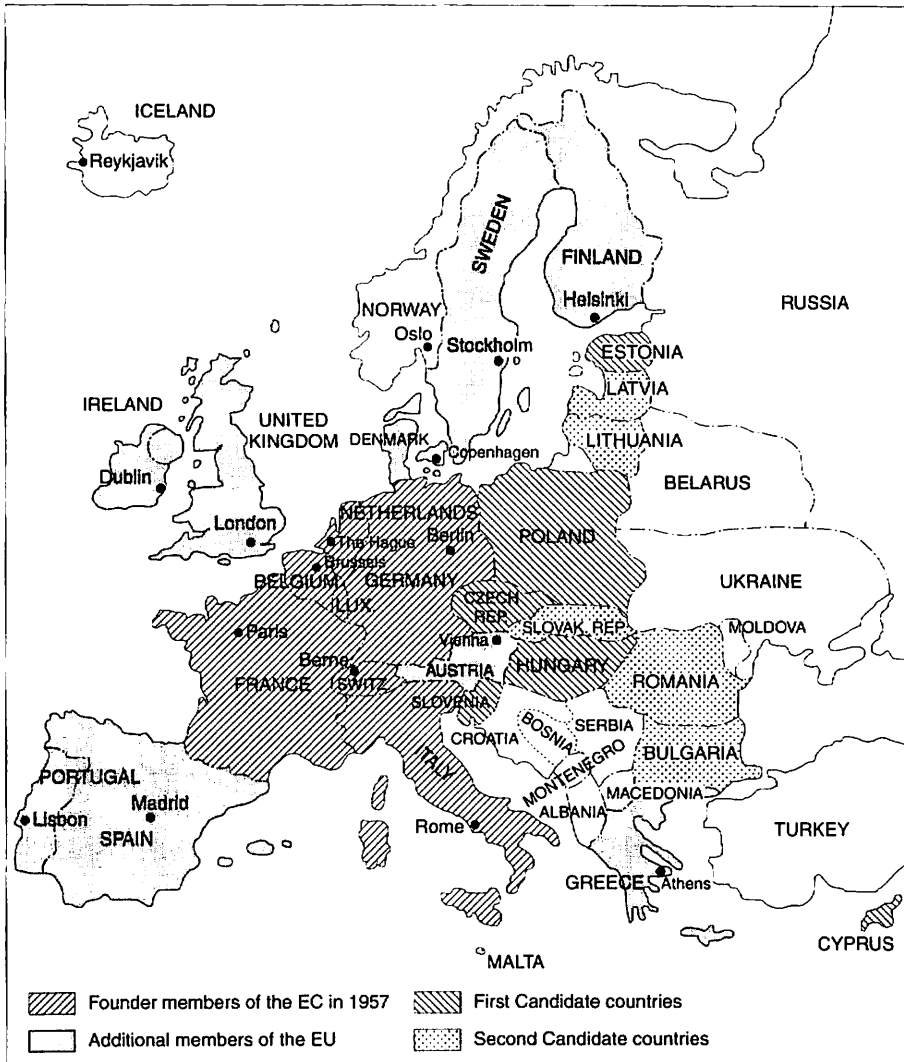 ICELAND
Reykjavik
SWEDEN
FINLAND
Helsinki
NORWAY
Oslo
Stockholm
RUSSIA
ESTONIA
LATVIA
LITHUANIA
IRELAND
UNITED
KINGDOM
DENMARK
Copenhagen
Dublin
BELARUS
London
NETHERLANDS
The Hague
Berlin
POLAND
Brussels
BELGIUM
GERMANY
LUX.
CZECH
REP.
UKRAINE
SLOVAK REP.
MOLDOVA
Paris
Vienna
Berne
AUSTRIA
HUNGARY
FRANCE
SWITZ
SLOVENIA
ROMANIA
CROATIA
BOSNIA
SERBIA
BULGARIA
ITALY
MONTENEGRO
MACEDONIA
ALBANIA
PORTUGAL
Madrid
Lisbon
SPAIN
Rome
TURKEY
GREECE
Athens
CYPRUS
MALTA
Founder members of the EC in 1957
First Candidate countries
Additional members of the EU
Second Candidate countries